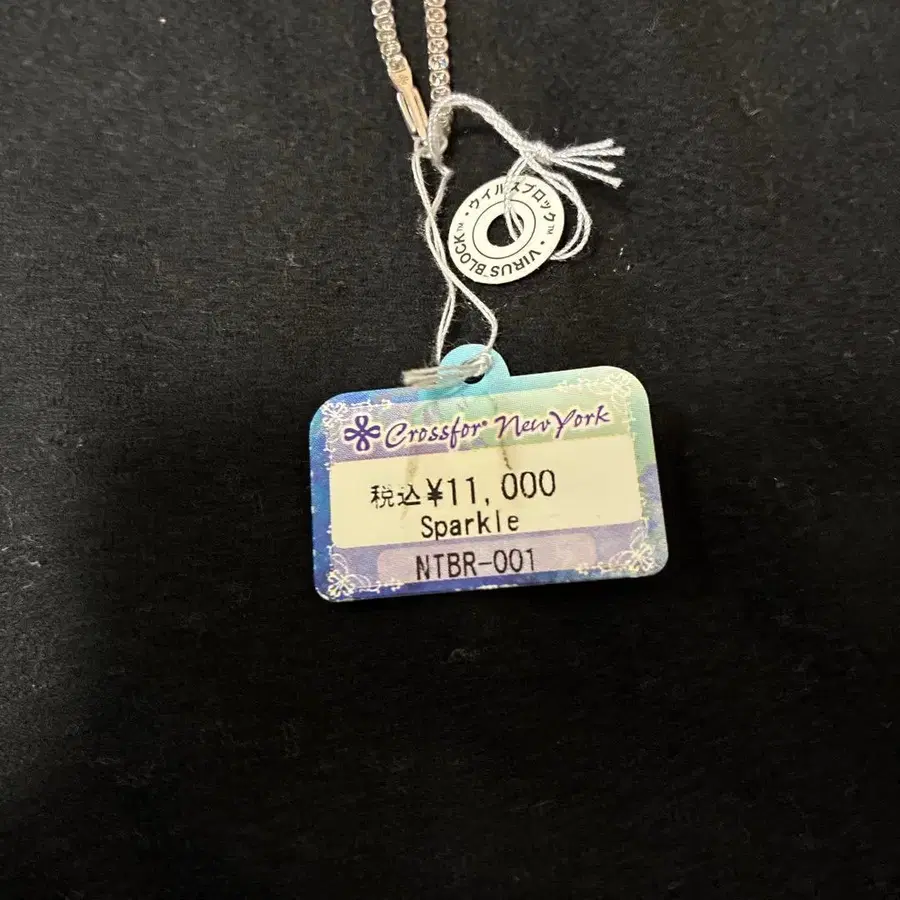 ・ウイルスブロック™・VIRUS BLOCK™
Crossfor® New York
税込¥11,000
Sparkle
NTBR-001